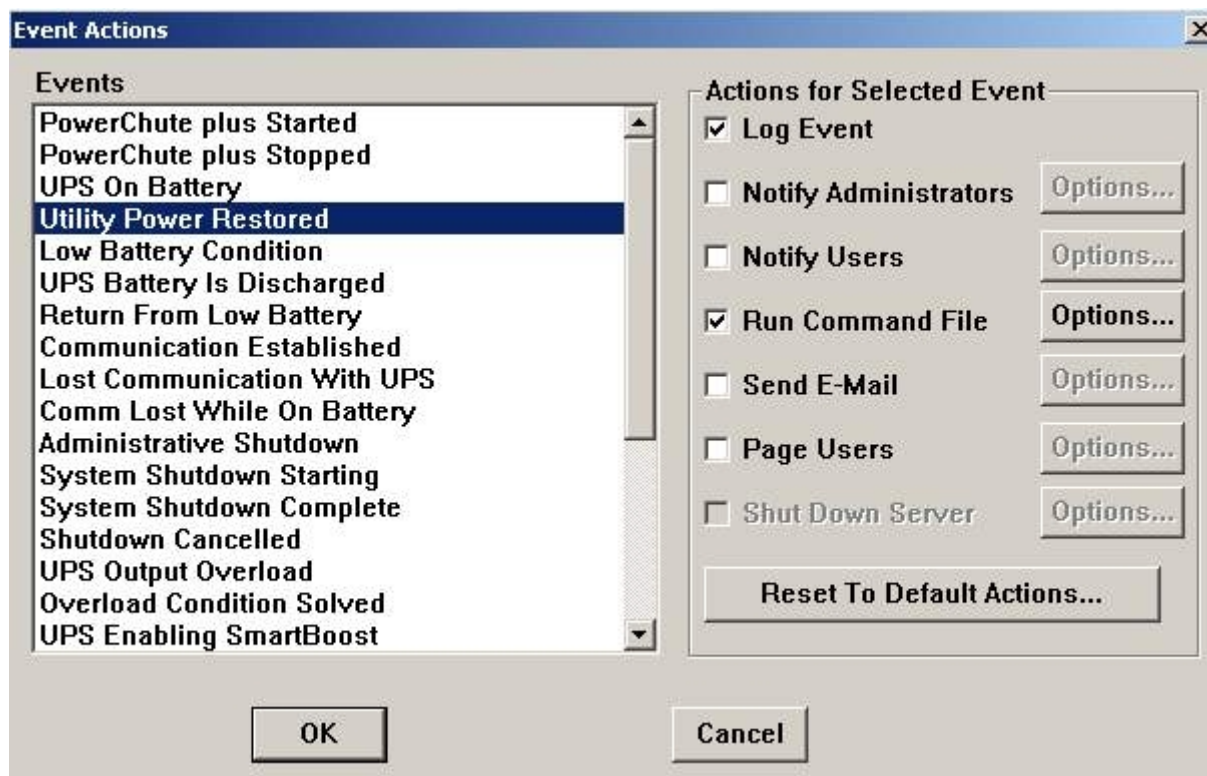 Event Actions
Events
PowerChute plus Started
PowerChute plus Stopped
UPS On Battery
Utility Power Restored
Low Battery Condition
UPS Battery Is Discharged
Return From Low Battery
Communication Established
Lost Communication With UPS
Comm Lost While On Battery
Administrative Shutdown
System Shutdown Starting
System Shutdown Complete
Shutdown Cancelled
UPS Output Overload
Overload Condition Solved
UPS Enabling SmartBoost
Actions for Selected Event
Log Event
Notify Administrators Options...
Notify Users Options...
Run Command File Options...
Send E-Mail Options...
Page Users Options...
Shut Down Server Options...
Reset To Default Actions...
OK
Cancel